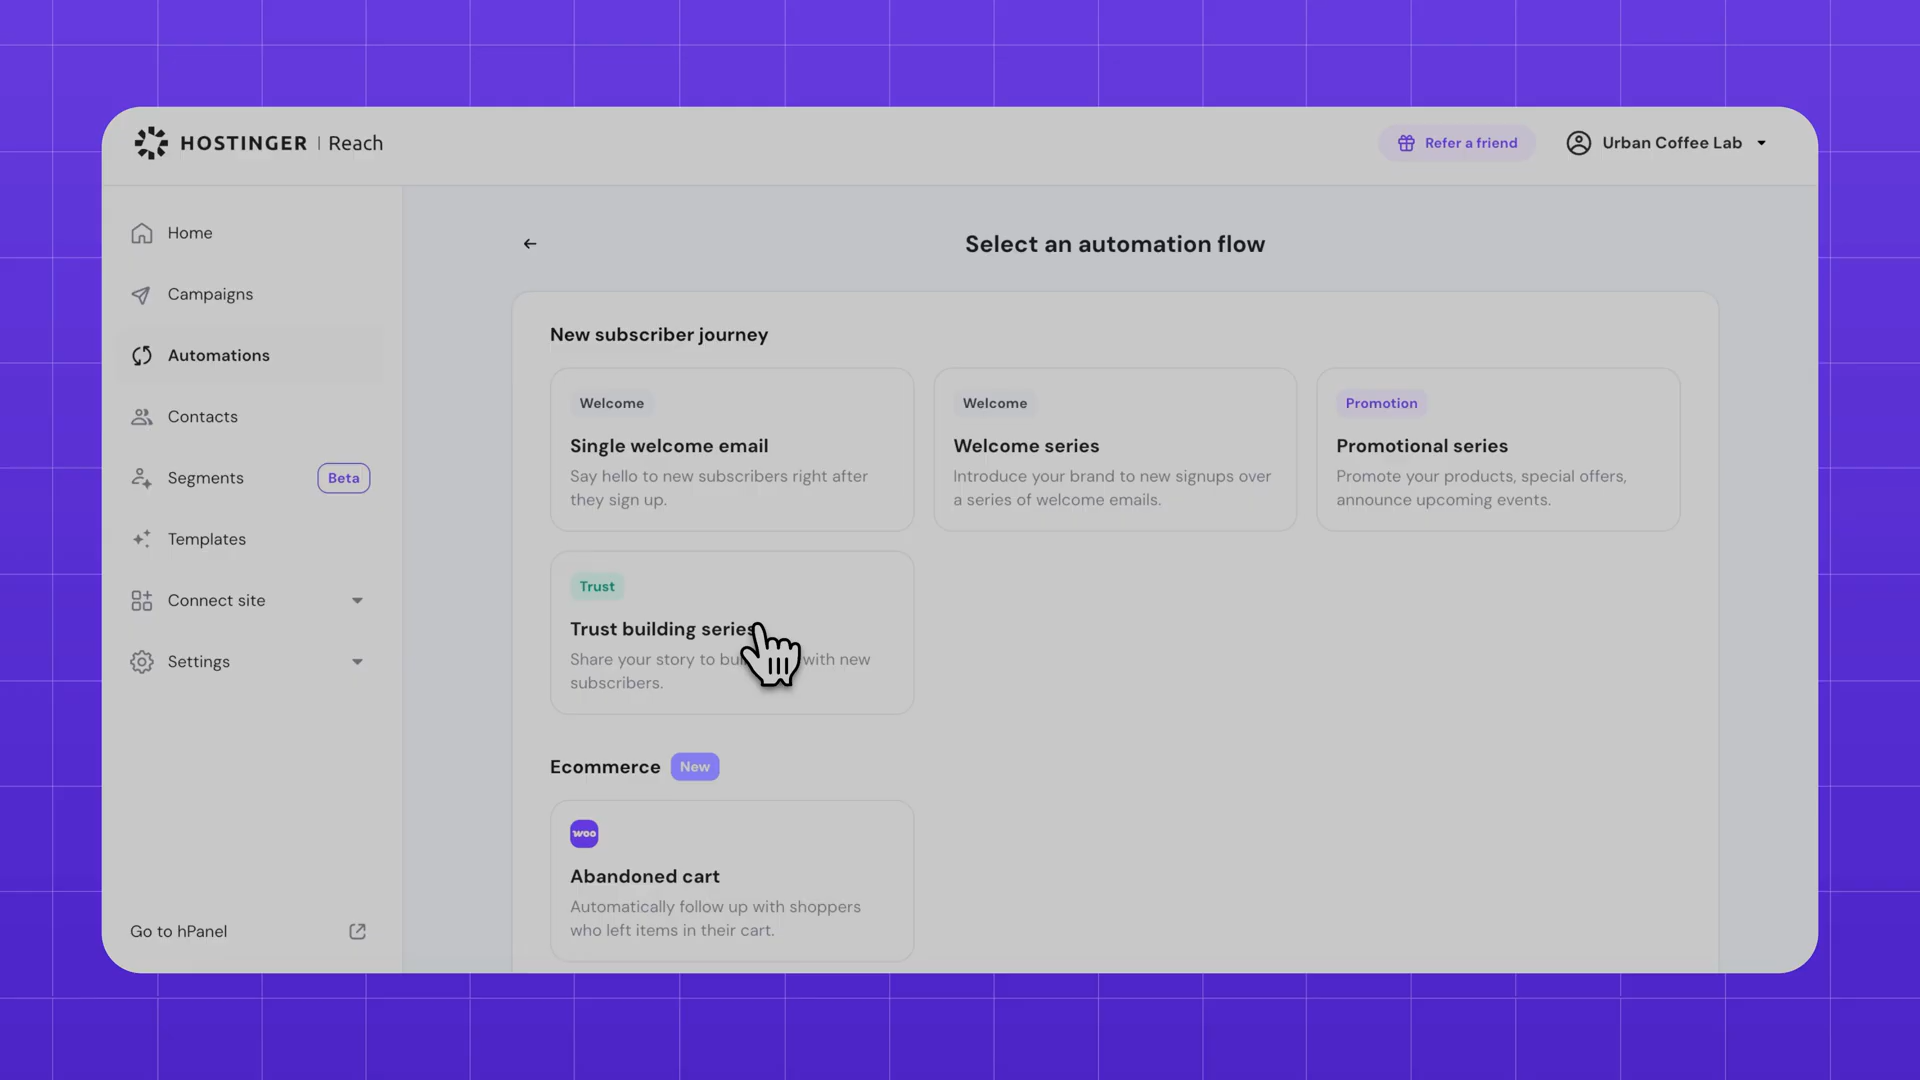 HOSTINGER | Reach
Refer a friend
Urban Coffee Lab
Home
Campaigns
Automations
Contacts
Segments
Beta
Templates
Connect site
Settings
Go to hPanel
Select an automation flow
New subscriber journey
Welcome
Single welcome email
Say hello to new subscribers right after
they sign up.
Welcome
Welcome series
Introduce your brand to new signups over
a series of welcome emails.
Promotion
Promotional series
Promote your products, special offers,
announce upcoming events.
Trust
Trust building series
Share your story to with new
subscribers.
Ecommerce
New
woo
Abandoned cart
Automatically follow up with shoppers
who left items in their cart.